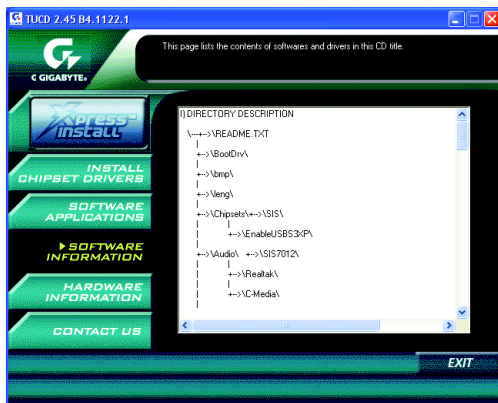 TUCD 2.45 B4.1122.1
G GIGABYTE
This page lists the contents of softwares and drivers in this CD title.
Xpress™
Install
INSTALL
CHIPSET DRIVERS
SOFTWARE
APPLICATIONS
SOFTWARE
INFORMATION
HARDWARE
INFORMATION
CONTACT US
I) DIRECTORY DESCRIPTION
\---+-->\README.TXT
|
+-->\BootDrv\
|
+-->\bmp\
|
+-->\leng\
|
+-->\Chipsets\+-->\SIS\
| |
| +-->\EnableUSBS3XP\
|
+-->\Audio\ +-->\SIS7012\
| |
| +-->\Realtak\
| |
| +-->\C-Media\
|
EXIT